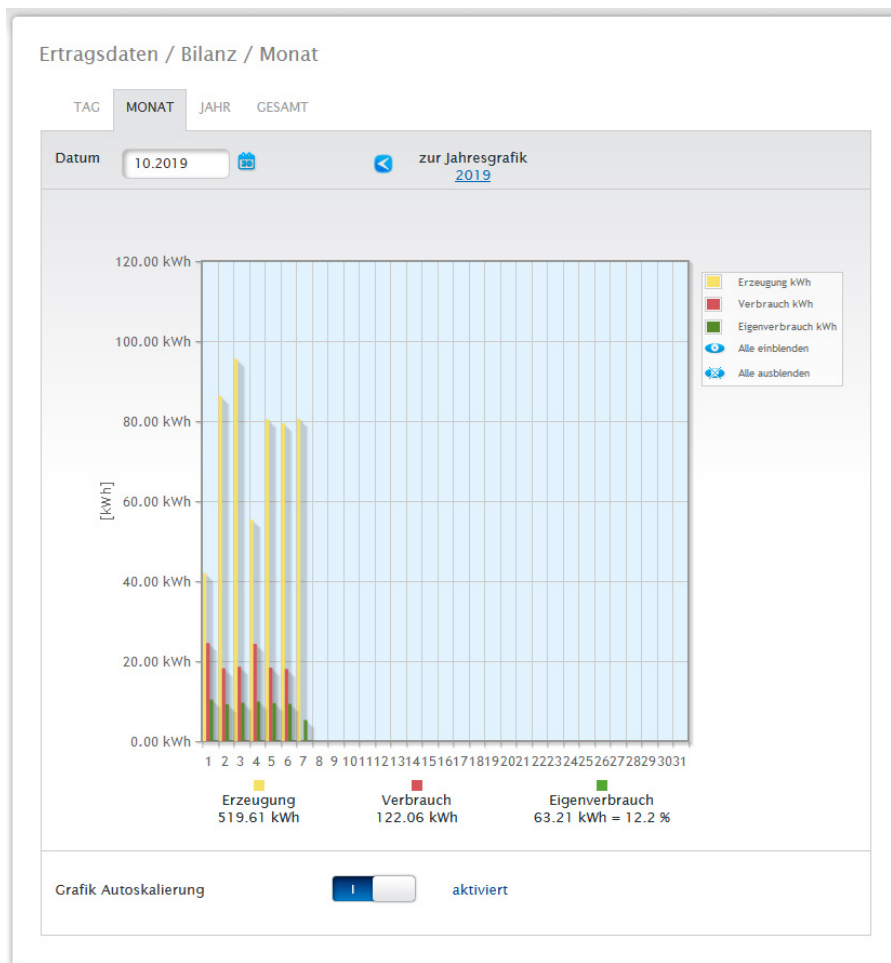 Ertragsdaten / Bilanz / Monat
TAG MONAT JAHR GESAMT
Datum 10.2019 30 zur Jahresgrafik
2019
120.00 kWh
100.00 kWh
80.00 kWh
60.00 kWh
40.00 kWh
20.00 kWh
0.00 kWh
[kWh]
1 2 3 4 5 6 7 8 9 10 11 12 13 14 15 16 17 18 19 20 21 22 23 24 25 26 27 28 29 30 31
Erzeugung kWh
Verbrauch kWh
Eigenverbrauch kWh
Alle einblenden
Alle ausblenden
Erzeugung Verbrauch Eigenverbrauch
519.61 kWh 122.06 kWh 63.21 kWh = 12.2 %
Grafik Autoskalierung I aktiviert